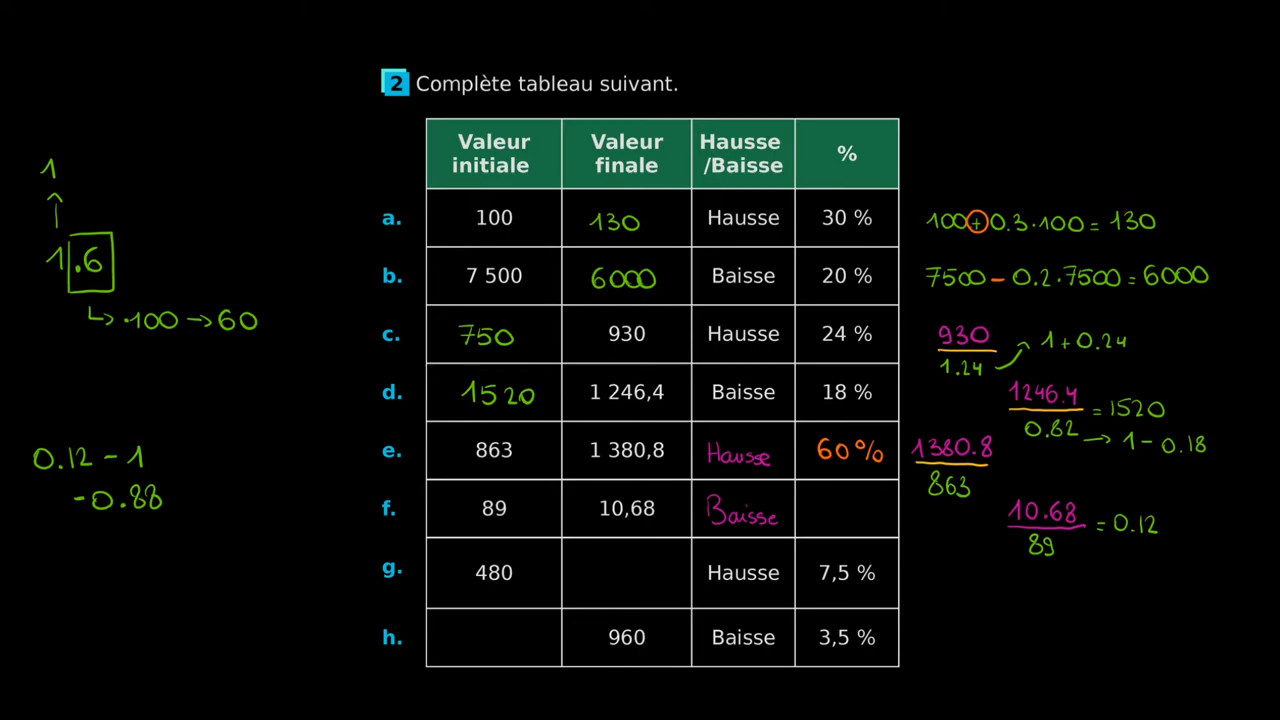 2 Complète tableau suivant.
Valeur initiale Valeur finale Hausse /Baisse %
a. 100 130 Hausse 30 % 100 + 0.3 · 100 = 130
b. 7 500 6000 Baisse 20 % 7500 - 0.2 · 7500 = 6000
c. 750 930 Hausse 24 % 930 / 1.24 → 1 + 0.24
d. 1520 1 246,4 Baisse 18 % 1246.4 / 0.82 = 1520 → 1 - 0.18
e. 863 1 380,8 Hausse 60 % 1380.8 / 863
f. 89 10,68 Baisse 10.68 / 89 = 0.12
g. 480 Hausse 7,5 %
h. 960 Baisse 3,5 %
1
↑
1.6
↳ · 100 → 60
0.12 - 1
-0.88